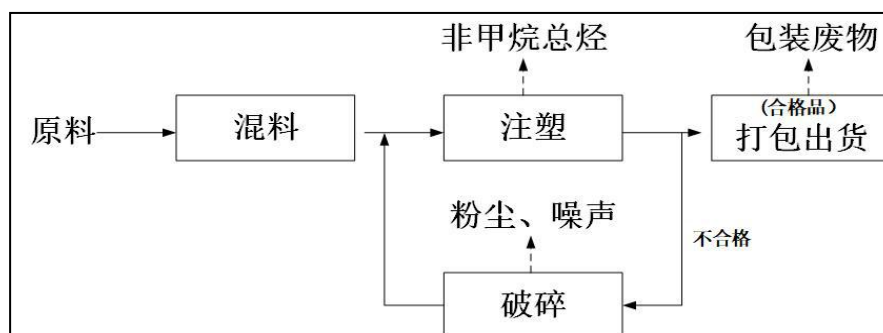 非甲烷总烃
包装废物
原料
混料
注塑
(合格品)
打包出货
粉尘、噪声
不合格
破碎